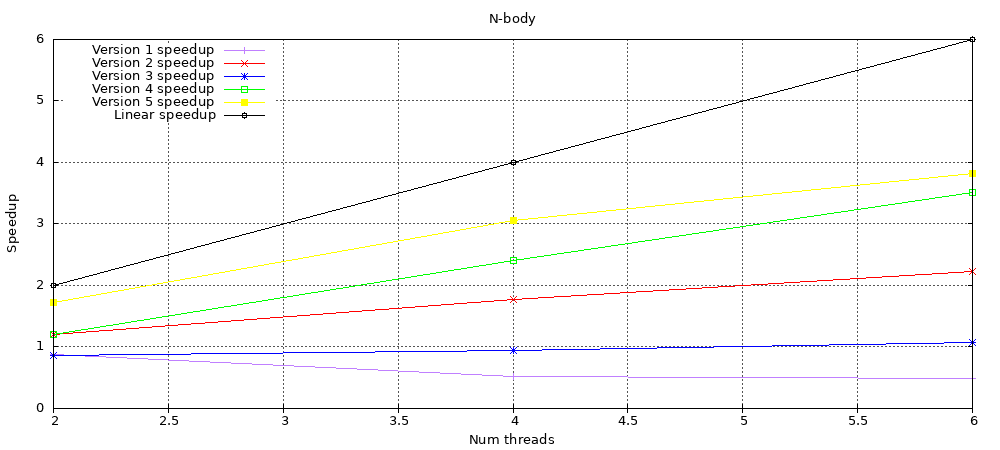 N-body
6
5
4
3
2
1
0
Speedup
Version 1 speedup
Version 2 speedup
Version 3 speedup
Version 4 speedup
Version 5 speedup
Linear speedup
2 2.5 3 3.5 4 4.5 5 5.5 6
Num threads